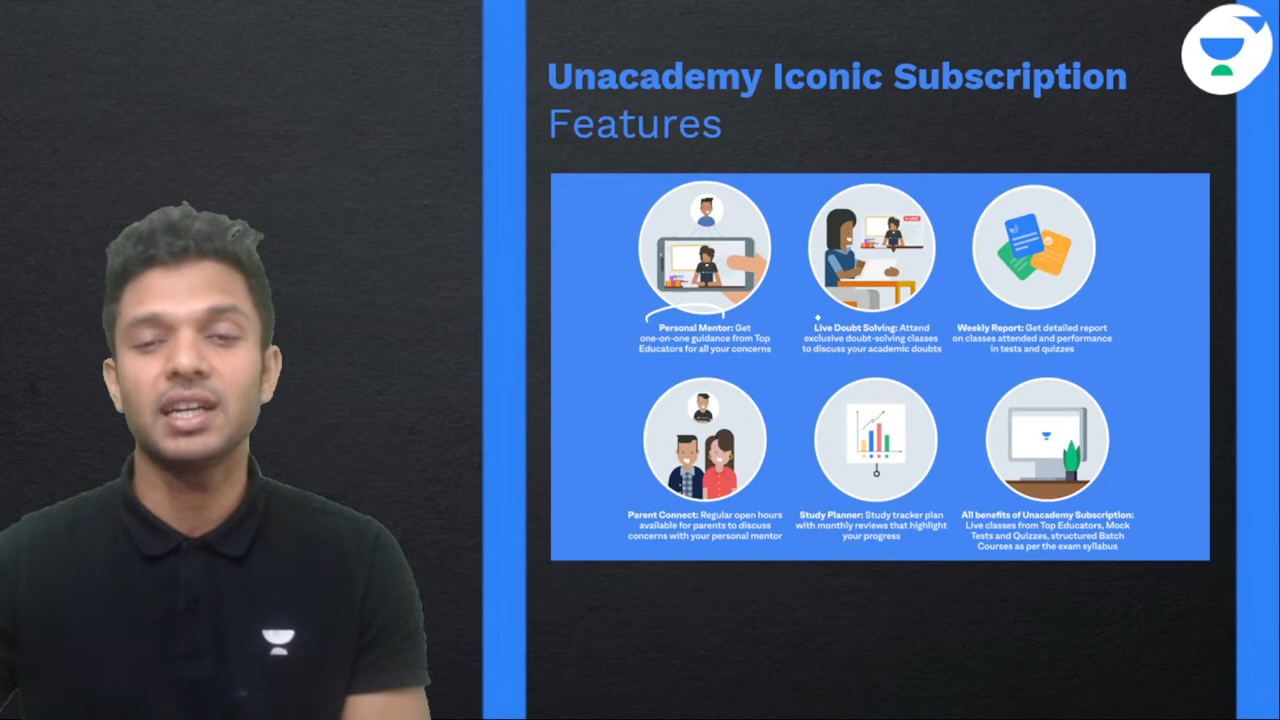 Unacademy Iconic Subscription
Features
LIVE
Personal Mentor: Get
one-on-one guidance from Top
Educators for all your concerns
Live Doubt Solving: Attend
exclusive doubt-solving classes
to discuss your academic doubts
Weekly Report: Get detailed report
on classes attended and performance
in tests and quizzes
Parent Connect: Regular open hours
available for parents to discuss
concerns with your personal mentor
Study Planner: Study tracker plan
with monthly reviews that highlight
your progress
All benefits of Unacademy Subscription:
Live classes from Top Educators, Mock
Tests and Quizzes, structured Batch
Courses as per the exam syllabus